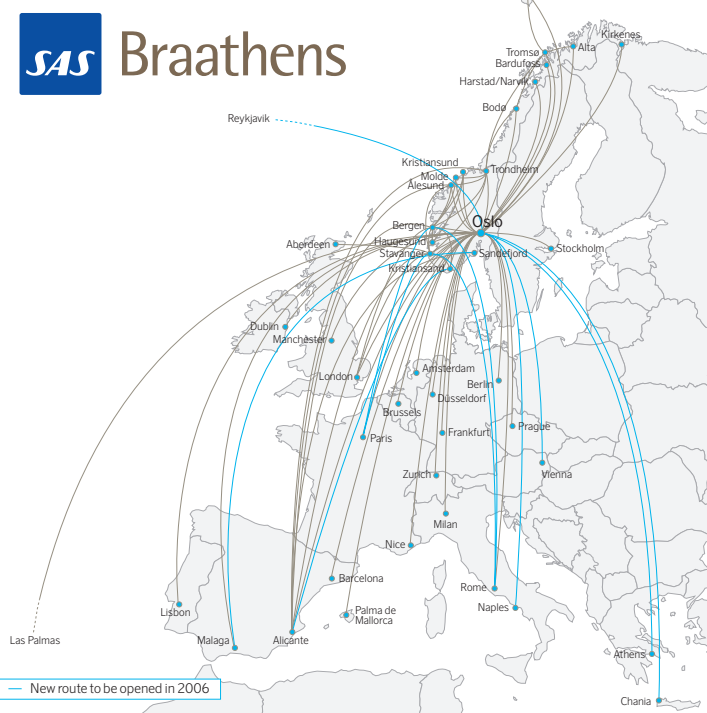 SAS
Braathens
Kirkenes
Tromsø
Alta
Bardufoss
Harstad/Narvik
Bodø
Reykjavik
Kristiansund
Trondheim
Molde
Ålesund
Oslo
Bergen
Aberdeen
Haugesund
Stockholm
Stavanger
Sandefjord
Kristiansand
Dublin
Manchester
Amsterdam
London
Berlin
Düsseldorf
Brussels
Prague
Frankfurt
Paris
Zurich
Vienna
Milan
Nice
Barcelona
Rome
Naples
Lisbon
Palma de
Mallorca
Las Palmas
Malaga
Alicante
Athens
New route to be opened in 2006
Chania